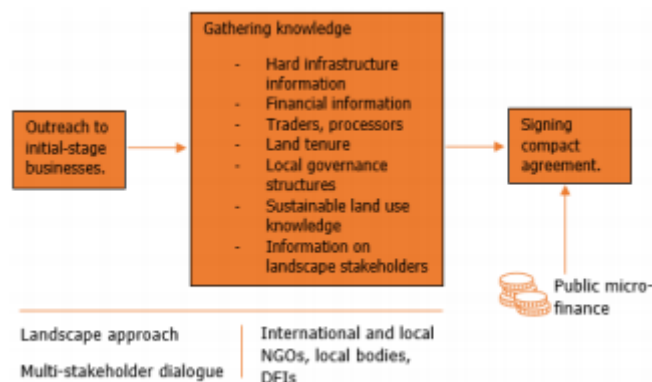 Gathering knowledge
- Hard infrastructure
information
- Financial information
- Traders, processors
- Land tenure
- Local governance
structures
- Sustainable land use
knowledge
- Information on
landscape stakeholders
Outreach to
initial-stage
businesses.
Signing
compact
agreement.
Public micro-
finance
Landscape approach
Multi-stakeholder dialogue
International and local
NGOs, local bodies,
DFIs